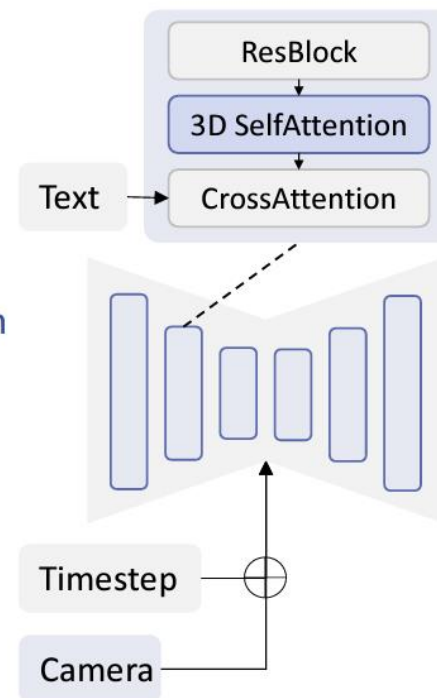 ResBlock
3D SelfAttention
Text
CrossAttention
n
Timestep
Camera